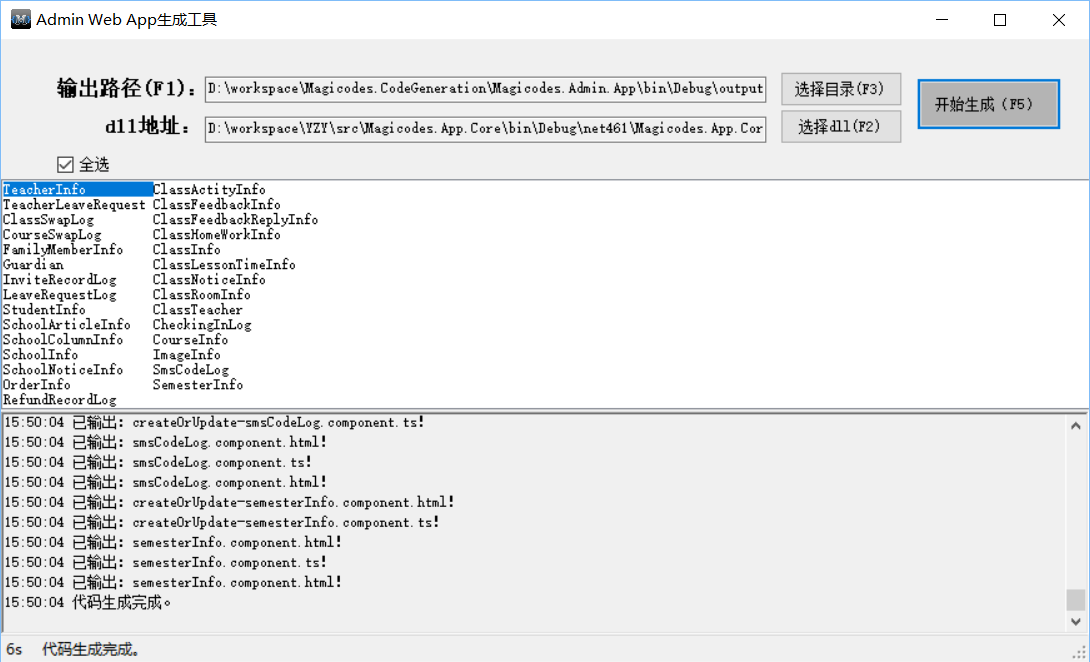 Admin Web App生成工具
输出路径(F1)：
D:\workspace\Magicodes.CodeGeneration\Magicodes.Admin.App\bin\Debug\output
选择目录(F3)
开始生成（F5）
dll地址：
D:\workspace\YZY\src\Magicodes.App.Core\bin\Debug\net461\Magicodes.App.Cor
选择dll(F2)
全选
TeacherInfo
TeacherLeaveRequest
ClassSwapLog
CourseSwapLog
FamilyMemberInfo
Guardian
InviteRecordLog
LeaveRequestLog
StudentInfo
SchoolArticleInfo
SchoolColumnInfo
SchoolInfo
SchoolNoticeInfo
OrderInfo
RefundRecordLog
ClassActityInfo
ClassFeedbackInfo
ClassFeedbackReplyInfo
ClassHomeWorkInfo
ClassInfo
ClassLessonTimeInfo
ClassNoticeInfo
ClassRoomInfo
ClassTeacher
CheckingInLog
CourseInfo
ImageInfo
SmsCodeLog
SemesterInfo
15:50:04 已输出：createOrUpdate-smsCodeLog.component.ts!
15:50:04 已输出：smsCodeLog.component.html!
15:50:04 已输出：smsCodeLog.component.ts!
15:50:04 已输出：smsCodeLog.component.html!
15:50:04 已输出：createOrUpdate-semesterInfo.component.html!
15:50:04 已输出：createOrUpdate-semesterInfo.component.ts!
15:50:04 已输出：semesterInfo.component.html!
15:50:04 已输出：semesterInfo.component.ts!
15:50:04 已输出：semesterInfo.component.html!
15:50:04 代码生成完成。
6s 代码生成完成。